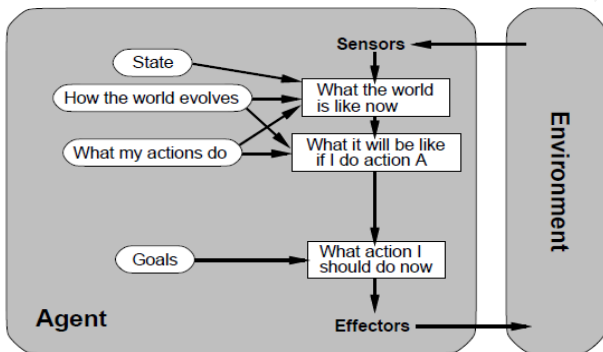 Sensors
State
What the world
is like now
How the world evolves
What it will be like
if I do action A
What my actions do
Environment
What action I
should do now
Goals
Agent
Effectors